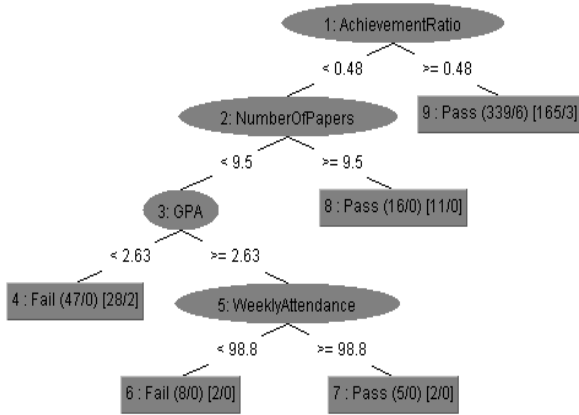 1: AchievementRatio
< 0.48 >= 0.48
2: NumberOfPapers 9 : Pass (339/6) [165/3]
< 9.5 >= 9.5
3: GPA 8 : Pass (16/0) [11/0]
< 2.63 >= 2.63
4 : Fail (47/0) [28/2] 5: WeeklyAttendance
< 98.8 >= 98.8
6 : Fail (8/0) [2/0] 7 : Pass (5/0) [2/0]